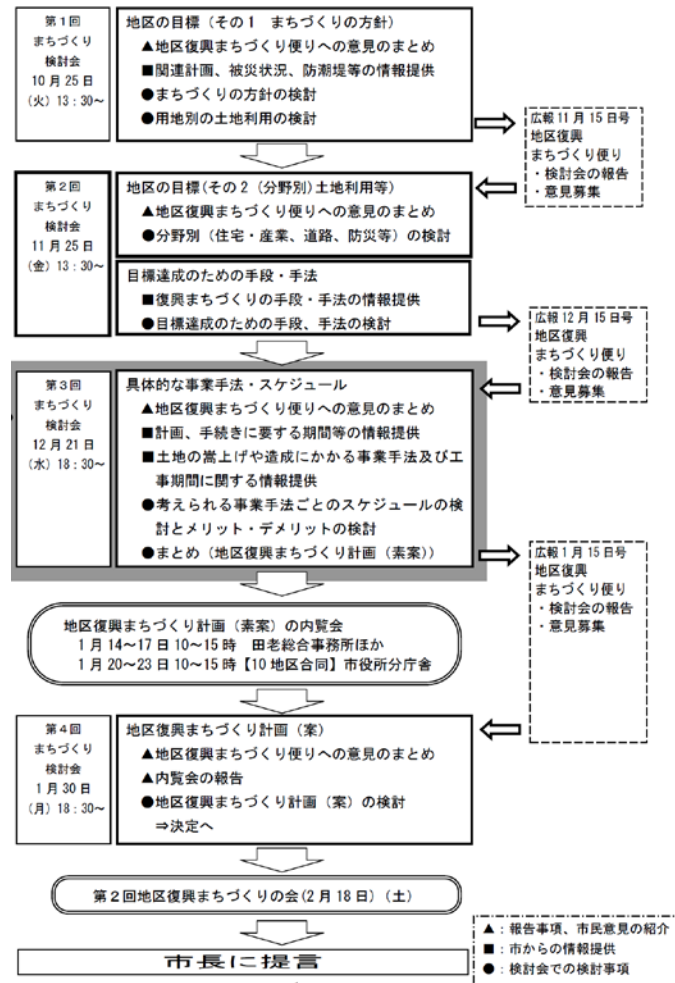 第１回
まちづくり
検討会
10月25日
(火) 13：30～
地区の目標（その１　まちづくりの方針）
▲地区復興まちづくり便りへの意見のまとめ
■関連計画、被災状況、防潮堤等の情報提供
●まちづくりの方針の検討
●用地別の土地利用の検討
広報11月15日号
地区復興
まちづくり便り
・検討会の報告
・意見募集
第２回
まちづくり
検討会
11月25日
(金) 13：30～
地区の目標(その２（分野別）土地利用等)
▲地区復興まちづくり便りへの意見のまとめ
●分野別（住宅・産業、道路、防災等）の検討
目標達成のための手段・手法
■復興まちづくりの手段・手法の情報提供
●目標達成のための手段、手法の検討
広報12月15日号
地区復興
まちづくり便り
・検討会の報告
・意見募集
第３回
まちづくり
検討会
12月21日
(水) 18：30～
具体的な事業手法・スケジュール
▲地区復興まちづくり便りへの意見のまとめ
■計画、手続きに要する期間等の情報提供
■土地の嵩上げや造成にかかる事業手法及び工
事期間に関する情報提供
●考えられる事業手法ごとのスケジュールの検
討とメリット・デメリットの検討
●まとめ（地区復興まちづくり計画（素案））
広報1月15日号
地区復興
まちづくり便り
・検討会の報告
・意見募集
地区復興まちづくり計画（素案）の内覧会
１月14～17日 10～15時　田老総合事務所ほか
１月20～23日 10～15時【10地区合同】市役所分庁舎
第４回
まちづくり
検討会
1月30日
(月) 18：30～
地区復興まちづくり計画（案）
▲地区復興まちづくり便りへの意見のまとめ
▲内覧会の報告
●地区復興まちづくり計画（案）の検討
⇒決定へ
第２回地区復興まちづくりの会(2月18日)（土）
市長に提言
▲：報告事項、市民意見の紹介
■：市からの情報提供
●：検討会での検討事項